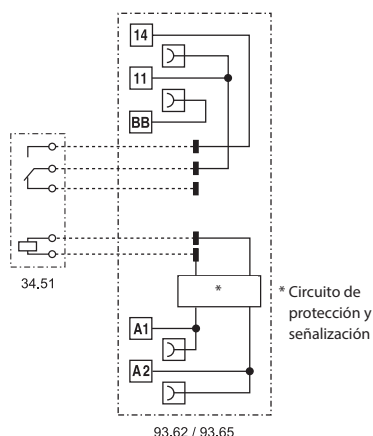 14
11
BB
34.51
*
* Circuito de
protección y
señalización
A1
A2
93.62 / 93.65